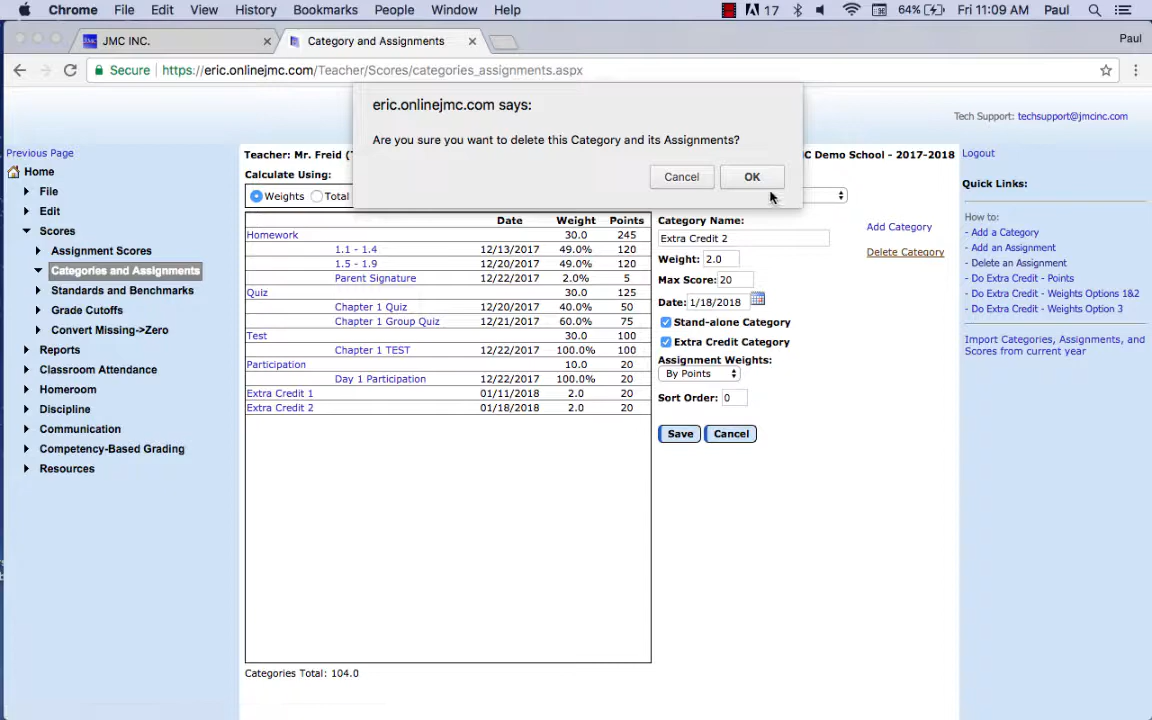 Chrome File Edit View History Bookmarks People Window Help 17 64% Fri 11:09 AM Paul
JMC INC. Category and Assignments Paul
Secure https://eric.onlinejmc.com/Teacher/Scores/categories_assignments.aspx
eric.onlinejmc.com says:
Are you sure you want to delete this Category and its Assignments?
Cancel OK
Tech Support: techsupport@jmcinc.com
Previous Page
Home
File
Edit
Scores
Assignment Scores
Categories and Assignments
Standards and Benchmarks
Grade Cutoffs
Convert Missing->Zero
Reports
Classroom Attendance
Homeroom
Discipline
Communication
Competency-Based Grading
Resources
Teacher: Mr. Freid (T C Demo School - 2017-2018
Calculate Using:
Weights Total
Date Weight Points
Homework 30.0 245
1.1 - 1.4 12/13/2017 49.0% 120
1.5 - 1.9 12/20/2017 49.0% 120
Parent Signature 12/22/2017 2.0% 5
Quiz 30.0 125
Chapter 1 Quiz 12/20/2017 40.0% 50
Chapter 1 Group Quiz 12/21/2017 60.0% 75
Test 30.0 100
Chapter 1 TEST 12/22/2017 100.0% 100
Participation 10.0 20
Day 1 Participation 12/22/2017 100.0% 20
Extra Credit 1 01/11/2018 2.0 20
Extra Credit 2 01/18/2018 2.0 20
Categories Total: 104.0
Category Name:
Extra Credit 2
Weight: 2.0
Max Score: 20
Date: 1/18/2018
Stand-alone Category
Extra Credit Category
Assignment Weights:
By Points
Sort Order: 0
Save Cancel
Add Category
Delete Category
Logout
Quick Links:
How to:
- Add a Category
- Add an Assignment
- Delete an Assignment
- Do Extra Credit - Points
- Do Extra Credit - Weights Options 1&2
- Do Extra Credit - Weights Option 3
Import Categories, Assignments, and
Scores from current year